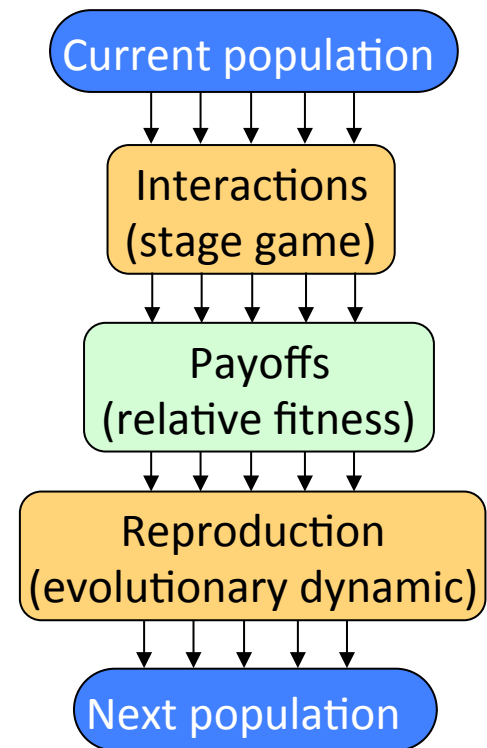 Current population
Interactions
(stage game)
Payoffs
(relative fitness)
Reproduction
(evolutionary dynamic)
Next population